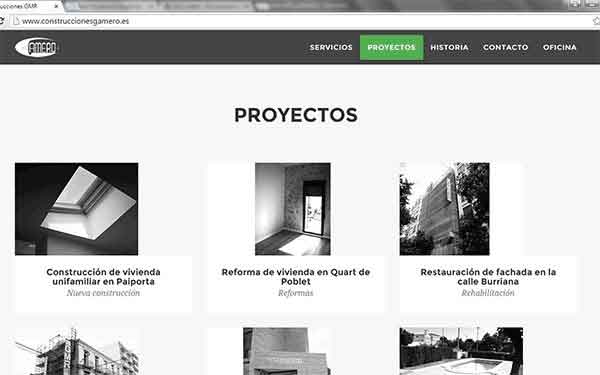 cciones GMR
www.construccionesgamero.es
GAMERO
SERVICIOS PROYECTOS HISTORIA CONTACTO OFICINA
PROYECTOS
Construcción de vivienda
unifamiliar en Paiporta
Nueva construcción
Reforma de vivienda en Quart de
Poblet
Reformas
Restauración de fachada en la
calle Burriana
Rehabilitación